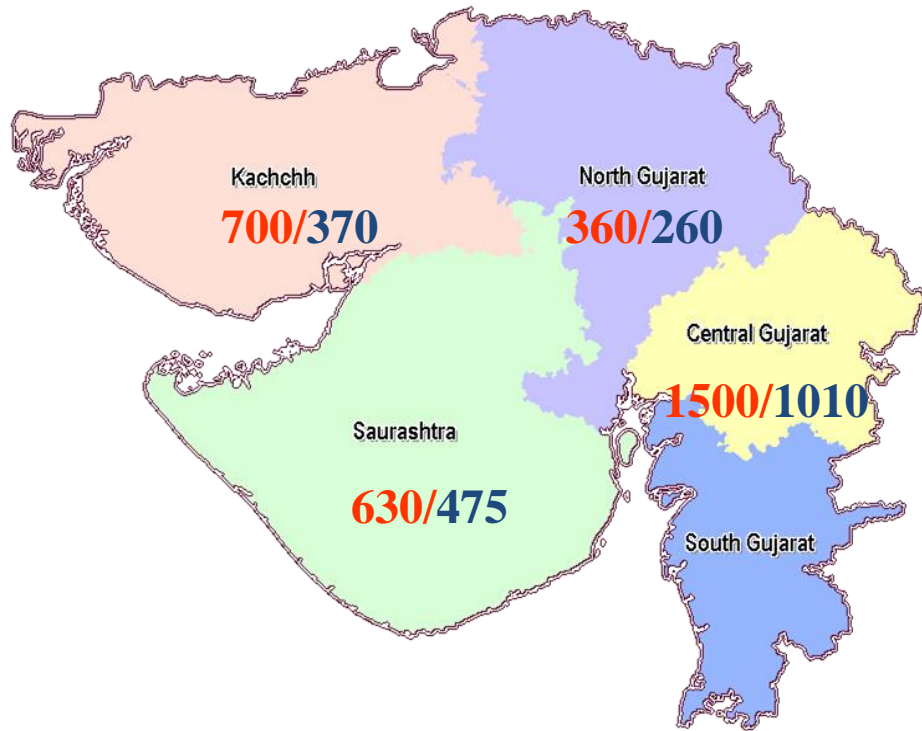 Kachchh
700/370
North Gujarat
360/260
Central Gujarat
1500/1010
Saurashtra
630/475
South Gujarat